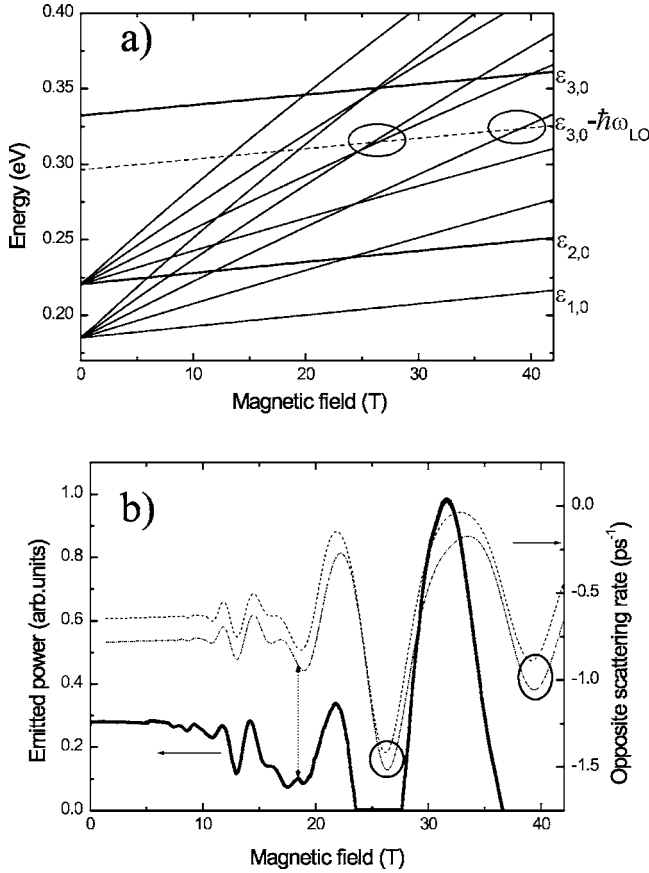 a)
0.40
0.35
0.30
0.25
0.20
Energy (eV)
ε3,0
ε3,0-ħωLO
ε2,0
ε1,0
0
10
20
30
40
Magnetic field (T)
b)
1.0
0.8
0.6
0.4
0.2
0.0
Emitted power (arb.units)
0.0
-0.5
-1.0
-1.5
Opposite scattering rate (ps-1)
0
10
20
30
40
Magnetic field (T)